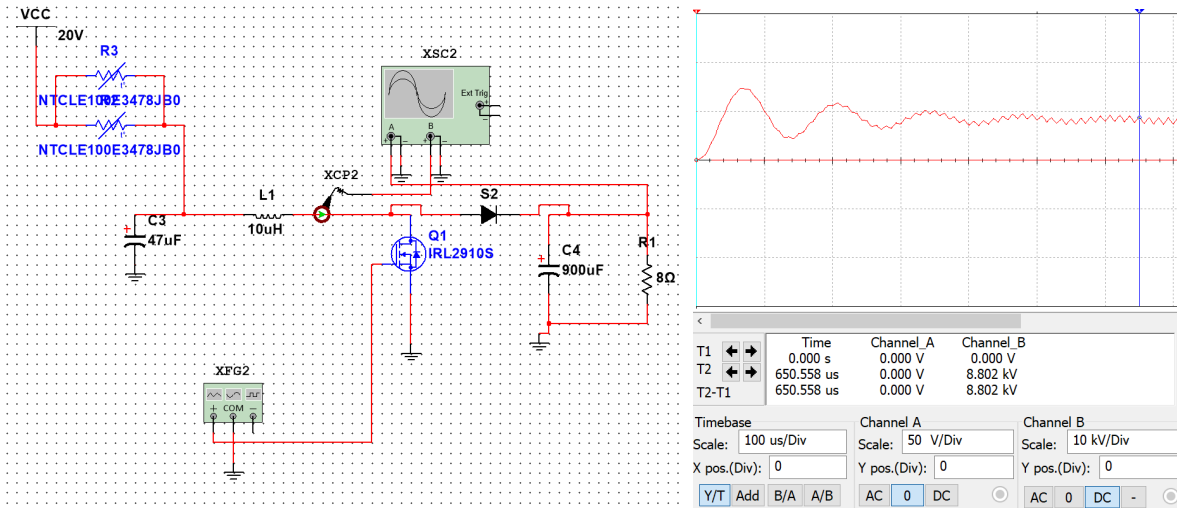 VCC
20V
R3
NTCLE100E3478JB0
NTCLE100E3478JB0
XSC2
Ext Trig
A
B
XCP2
L1
10uH
S2
C3
47uF
Q1
IRL2910S
C4
900uF
R1
8Ω
XFG2
COM
T1
T2
T2-T1
Time Channel_A Channel_B
0.000 s 0.000 V 0.000 V
650.558 us 0.000 V 8.802 kV
650.558 us 0.000 V 8.802 kV
Timebase
Scale: 100 us/Div
X pos.(Div): 0
Y/T Add B/A A/B
Channel A
Scale: 50 V/Div
Y pos.(Div): 0
AC 0 DC
Channel B
Scale: 10 kV/Div
Y pos.(Div): 0
AC 0 DC -